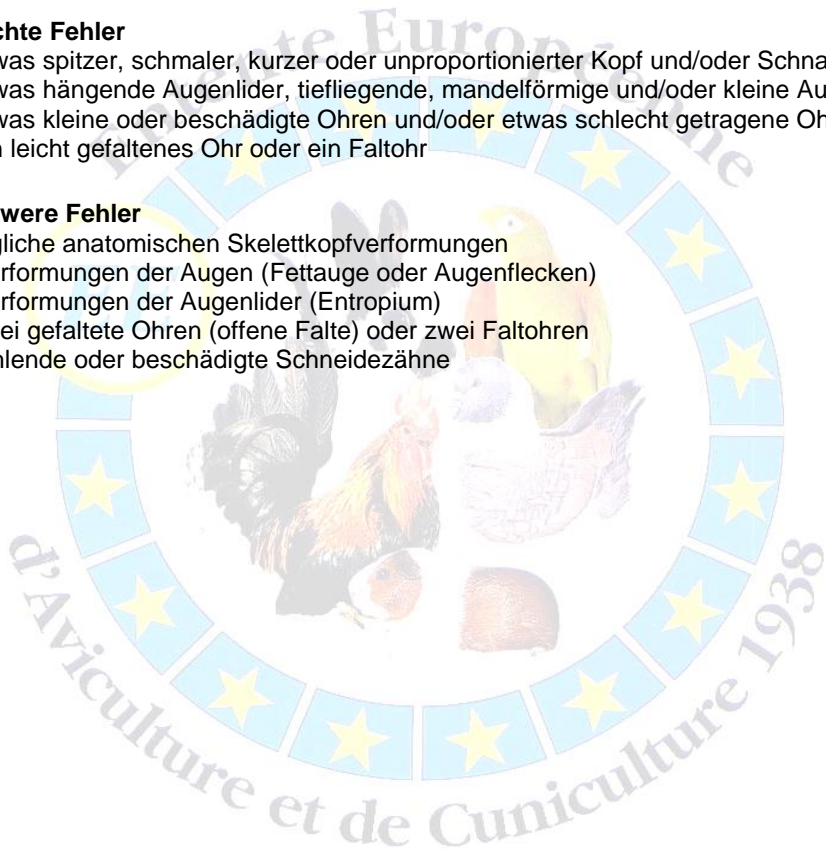 chte Fehler
was spitzer, schmaler, kurzer oder unproportionierter Kopf und/oder Schna
was hängende Augenlider, tiefliegende, mandelförmige und/oder kleine Au
was kleine oder beschädigte Ohren und/oder etwas schlecht getragene Oh
n leicht gefaltenes Ohr oder ein Faltohr
were Fehler
gliche anatomischen Skelettkopfverformungen
rformungen der Augen (Fettauge oder Augenflecken)
rformungen der Augenlider (Entropium)
ei gefaltete Ohren (offene Falte) oder zwei Faltohren
hlende oder beschädigte Schneidezähne
Entente Européenne
d'Aviculture et de Cuniculture 1938